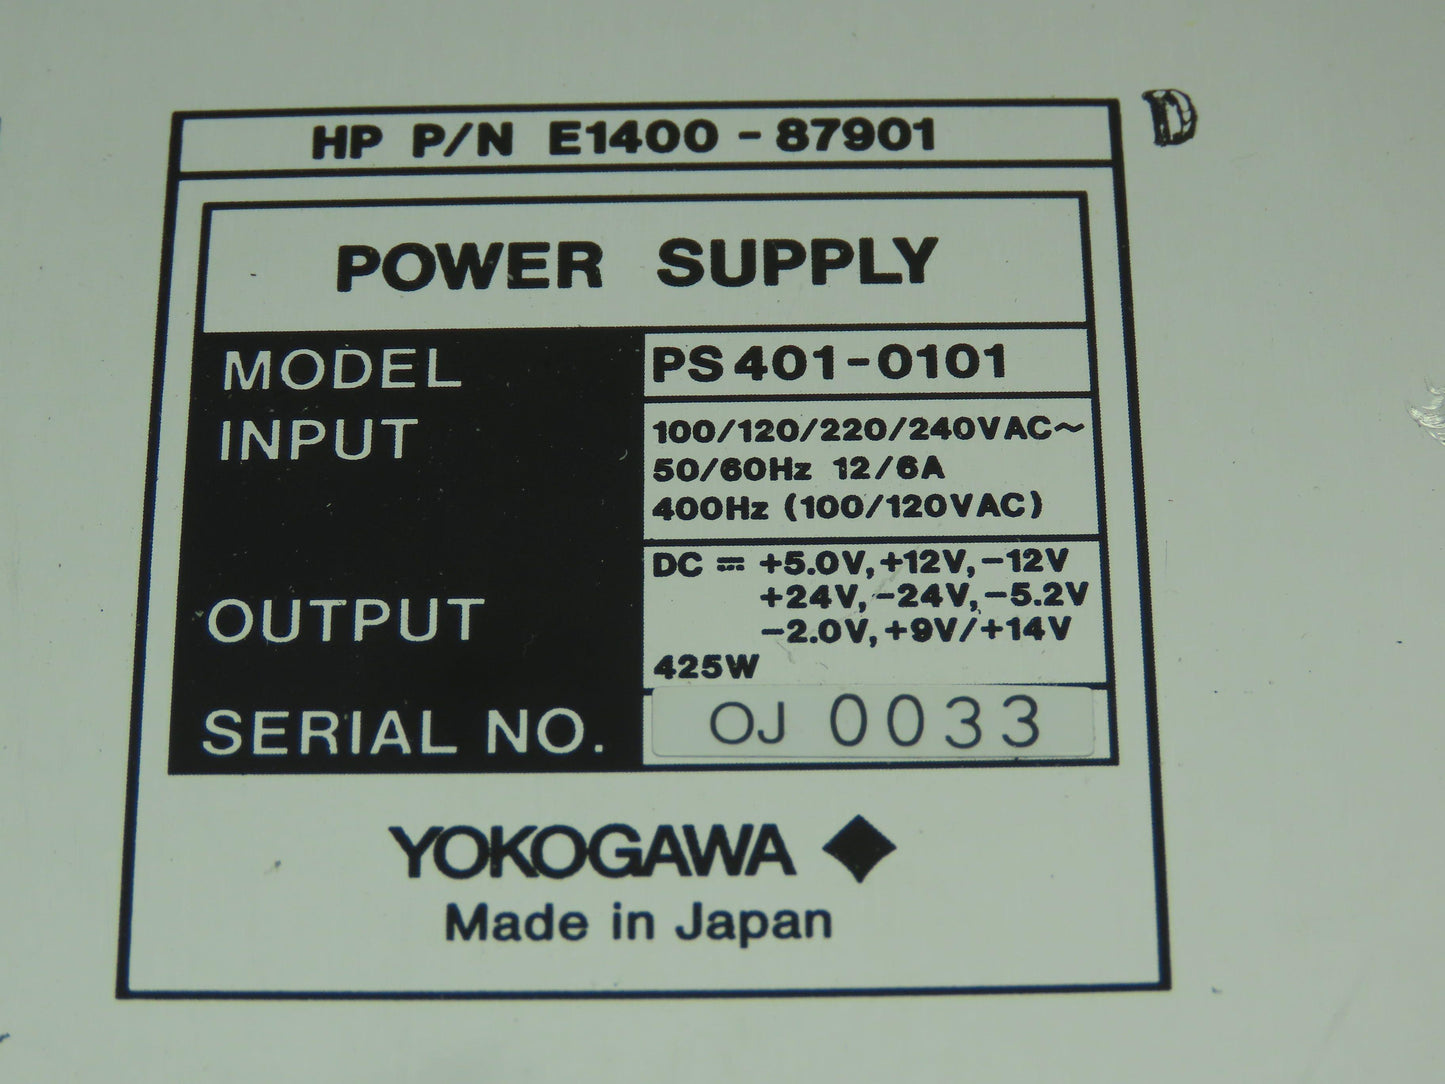 HP P/N E1400-87901
D
POWER SUPPLY
MODEL PS 401-0101
INPUT 100/120/220/240VAC~
50/60Hz 12/6A
400Hz (100/120VAC)
OUTPUT DC ⎓ +5.0V, +12V, -12V
+24V, -24V, -5.2V
-2.0V, +9V/+14V
425W
SERIAL NO. OJ 0033
YOKOGAWA ◆
Made in Japan